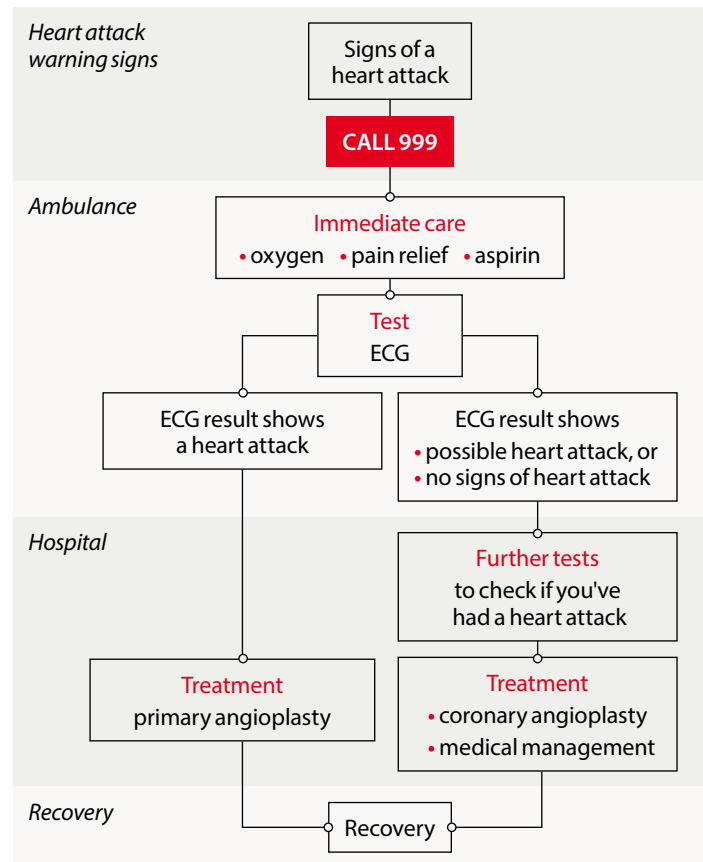 Heart attack
warning signs
Signs of a
heart attack
CALL 999
Ambulance
Immediate care
• oxygen • pain relief • aspirin
Test
ECG
ECG result shows
a heart attack
ECG result shows
• possible heart attack, or
• no signs of heart attack
Hospital
Further tests
to check if you've
had a heart attack
Treatment
primary angioplasty
Treatment
• coronary angioplasty
• medical management
Recovery
Recovery